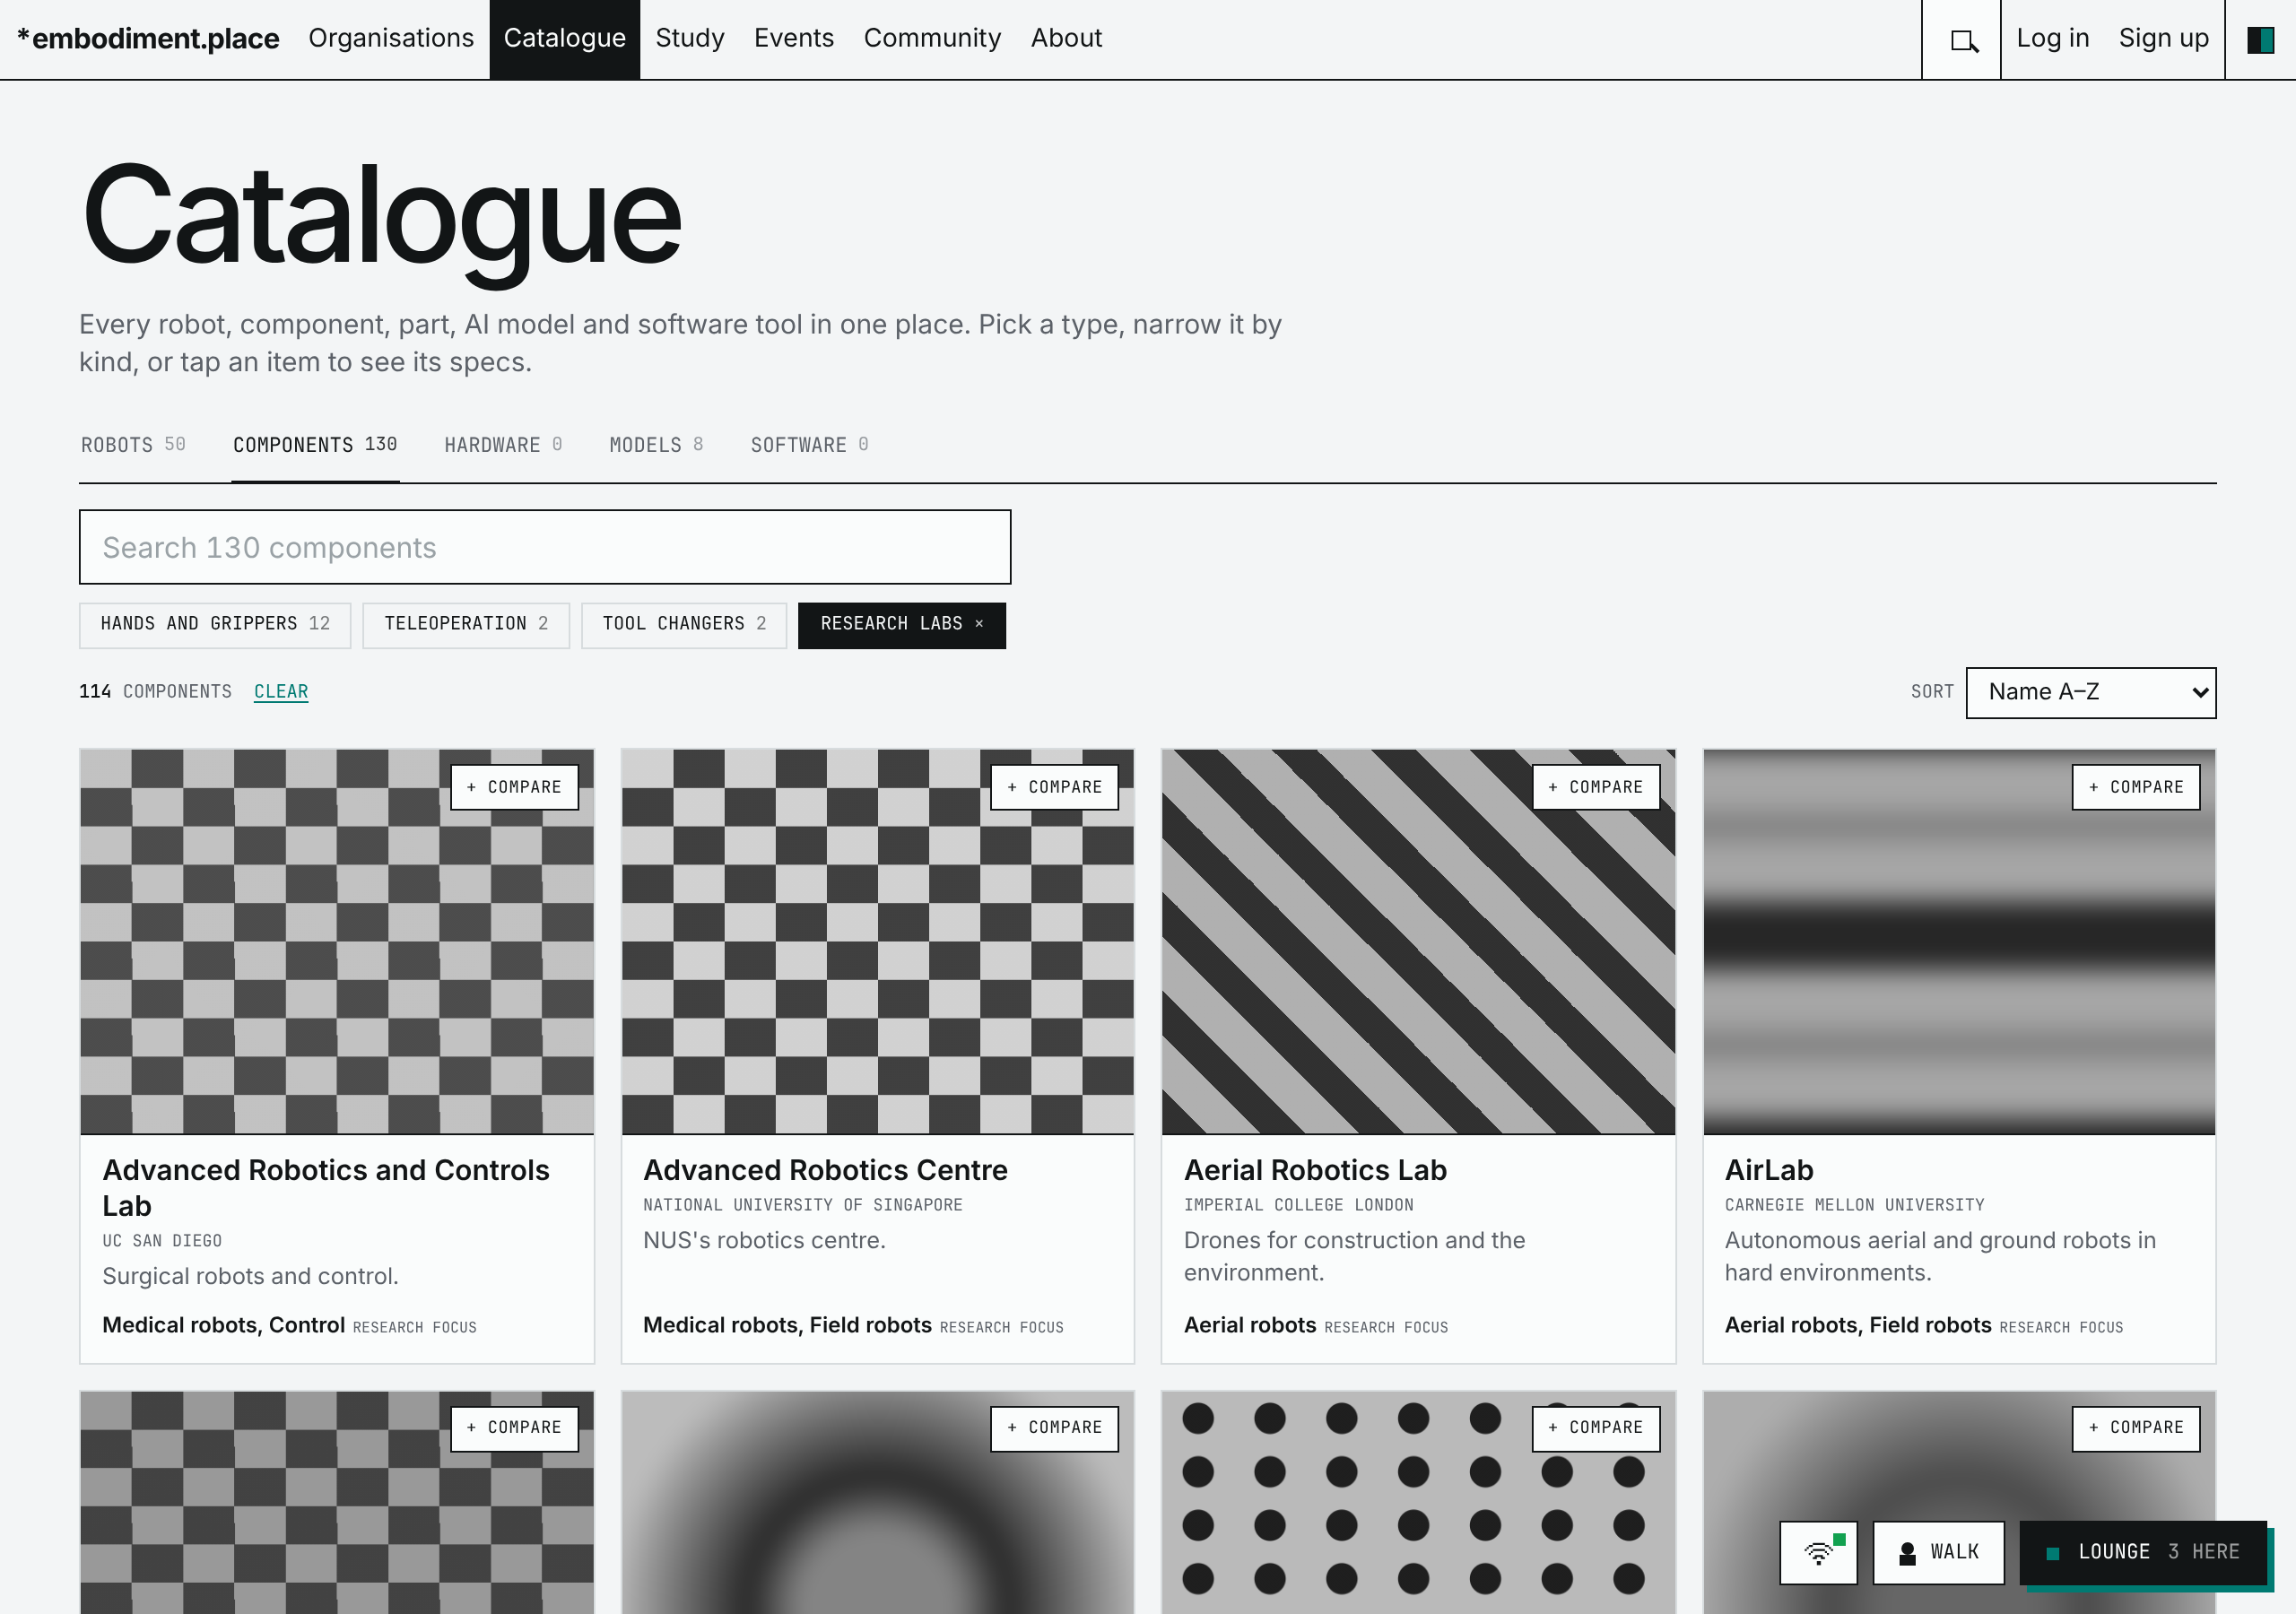 *embodiment.place Organisations Catalogue Study Events Community About Log in Sign up
Catalogue
Every robot, component, part, AI model and software tool in one place. Pick a type, narrow it by
kind, or tap an item to see its specs.
ROBOTS 50 COMPONENTS 130 HARDWARE 0 MODELS 8 SOFTWARE 0
Search 130 components
HANDS AND GRIPPERS 12 TELEOPERATION 2 TOOL CHANGERS 2 RESEARCH LABS ×
114 COMPONENTS CLEAR SORT Name A–Z
+ COMPARE + COMPARE + COMPARE + COMPARE
Advanced Robotics and Controls
Lab
UC SAN DIEGO
Surgical robots and control.
Medical robots, Control RESEARCH FOCUS
Advanced Robotics Centre
NATIONAL UNIVERSITY OF SINGAPORE
NUS's robotics centre.
Medical robots, Field robots RESEARCH FOCUS
Aerial Robotics Lab
IMPERIAL COLLEGE LONDON
Drones for construction and the
environment.
Aerial robots RESEARCH FOCUS
AirLab
CARNEGIE MELLON UNIVERSITY
Autonomous aerial and ground robots in
hard environments.
Aerial robots, Field robots RESEARCH FOCUS
+ COMPARE + COMPARE + COMPARE + COMPARE
WALK LOUNGE 3 HERE